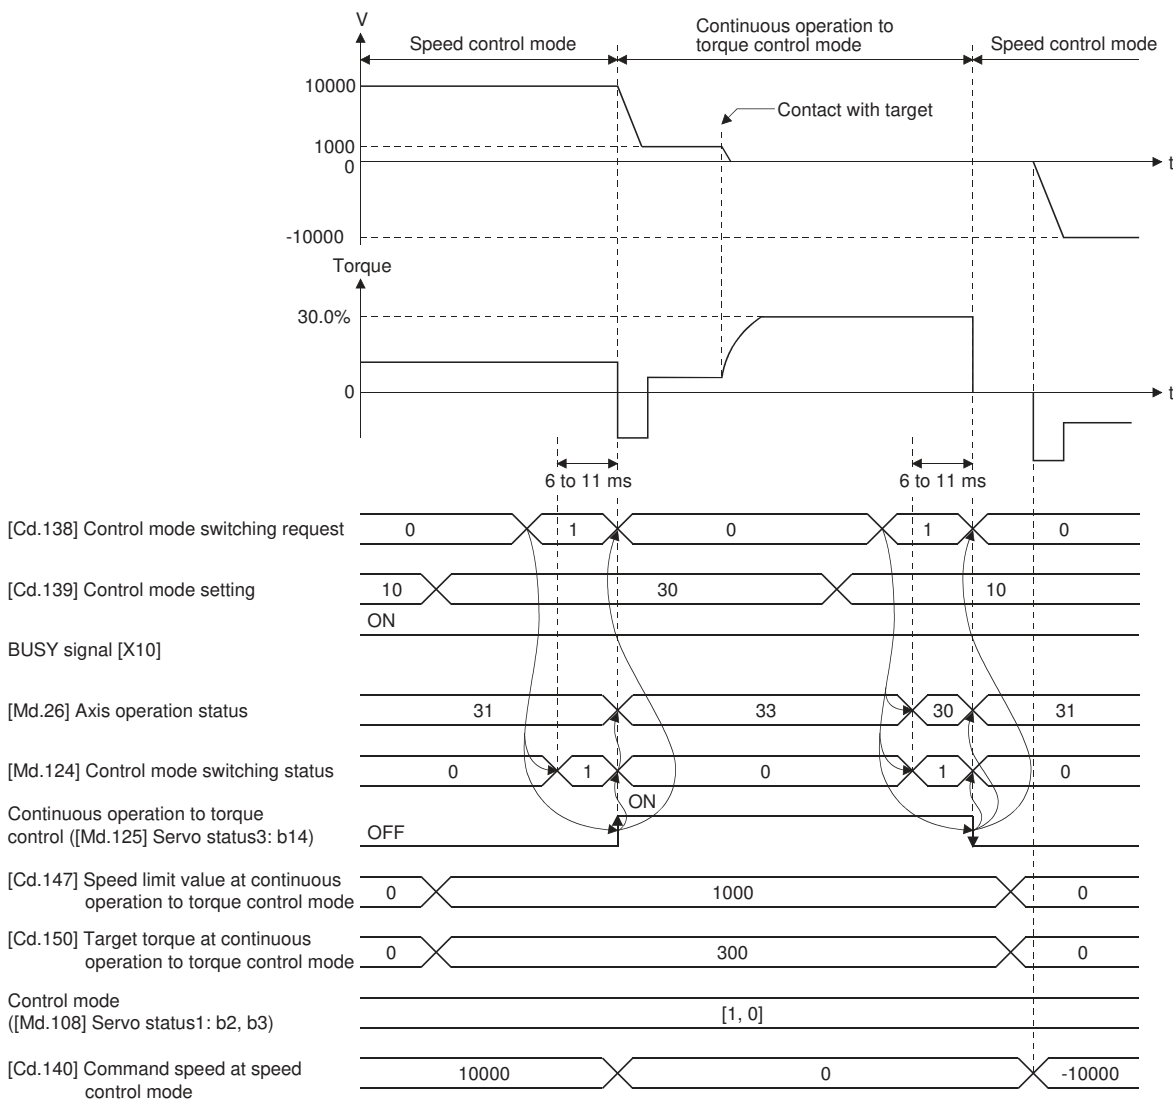 V
Speed control mode
Continuous operation to
torque control mode
Speed control mode
10000
Contact with target
1000
0
t
-10000
Torque
30.0%
0
t
6 to 11 ms
6 to 11 ms
[Cd.138] Control mode switching request
0
1
0
1
0
[Cd.139] Control mode setting
10
30
10
ON
BUSY signal [X10]
[Md.26] Axis operation status
31
33
30
31
[Md.124] Control mode switching status
0
1
0
1
0
Continuous operation to torque
control ([Md.125] Servo status3: b14)
OFF
ON
[Cd.147] Speed limit value at continuous
operation to torque control mode
0
1000
0
[Cd.150] Target torque at continuous
operation to torque control mode
0
300
0
Control mode
([Md.108] Servo status1: b2, b3)
[1, 0]
[Cd.140] Command speed at speed
control mode
10000
0
-10000